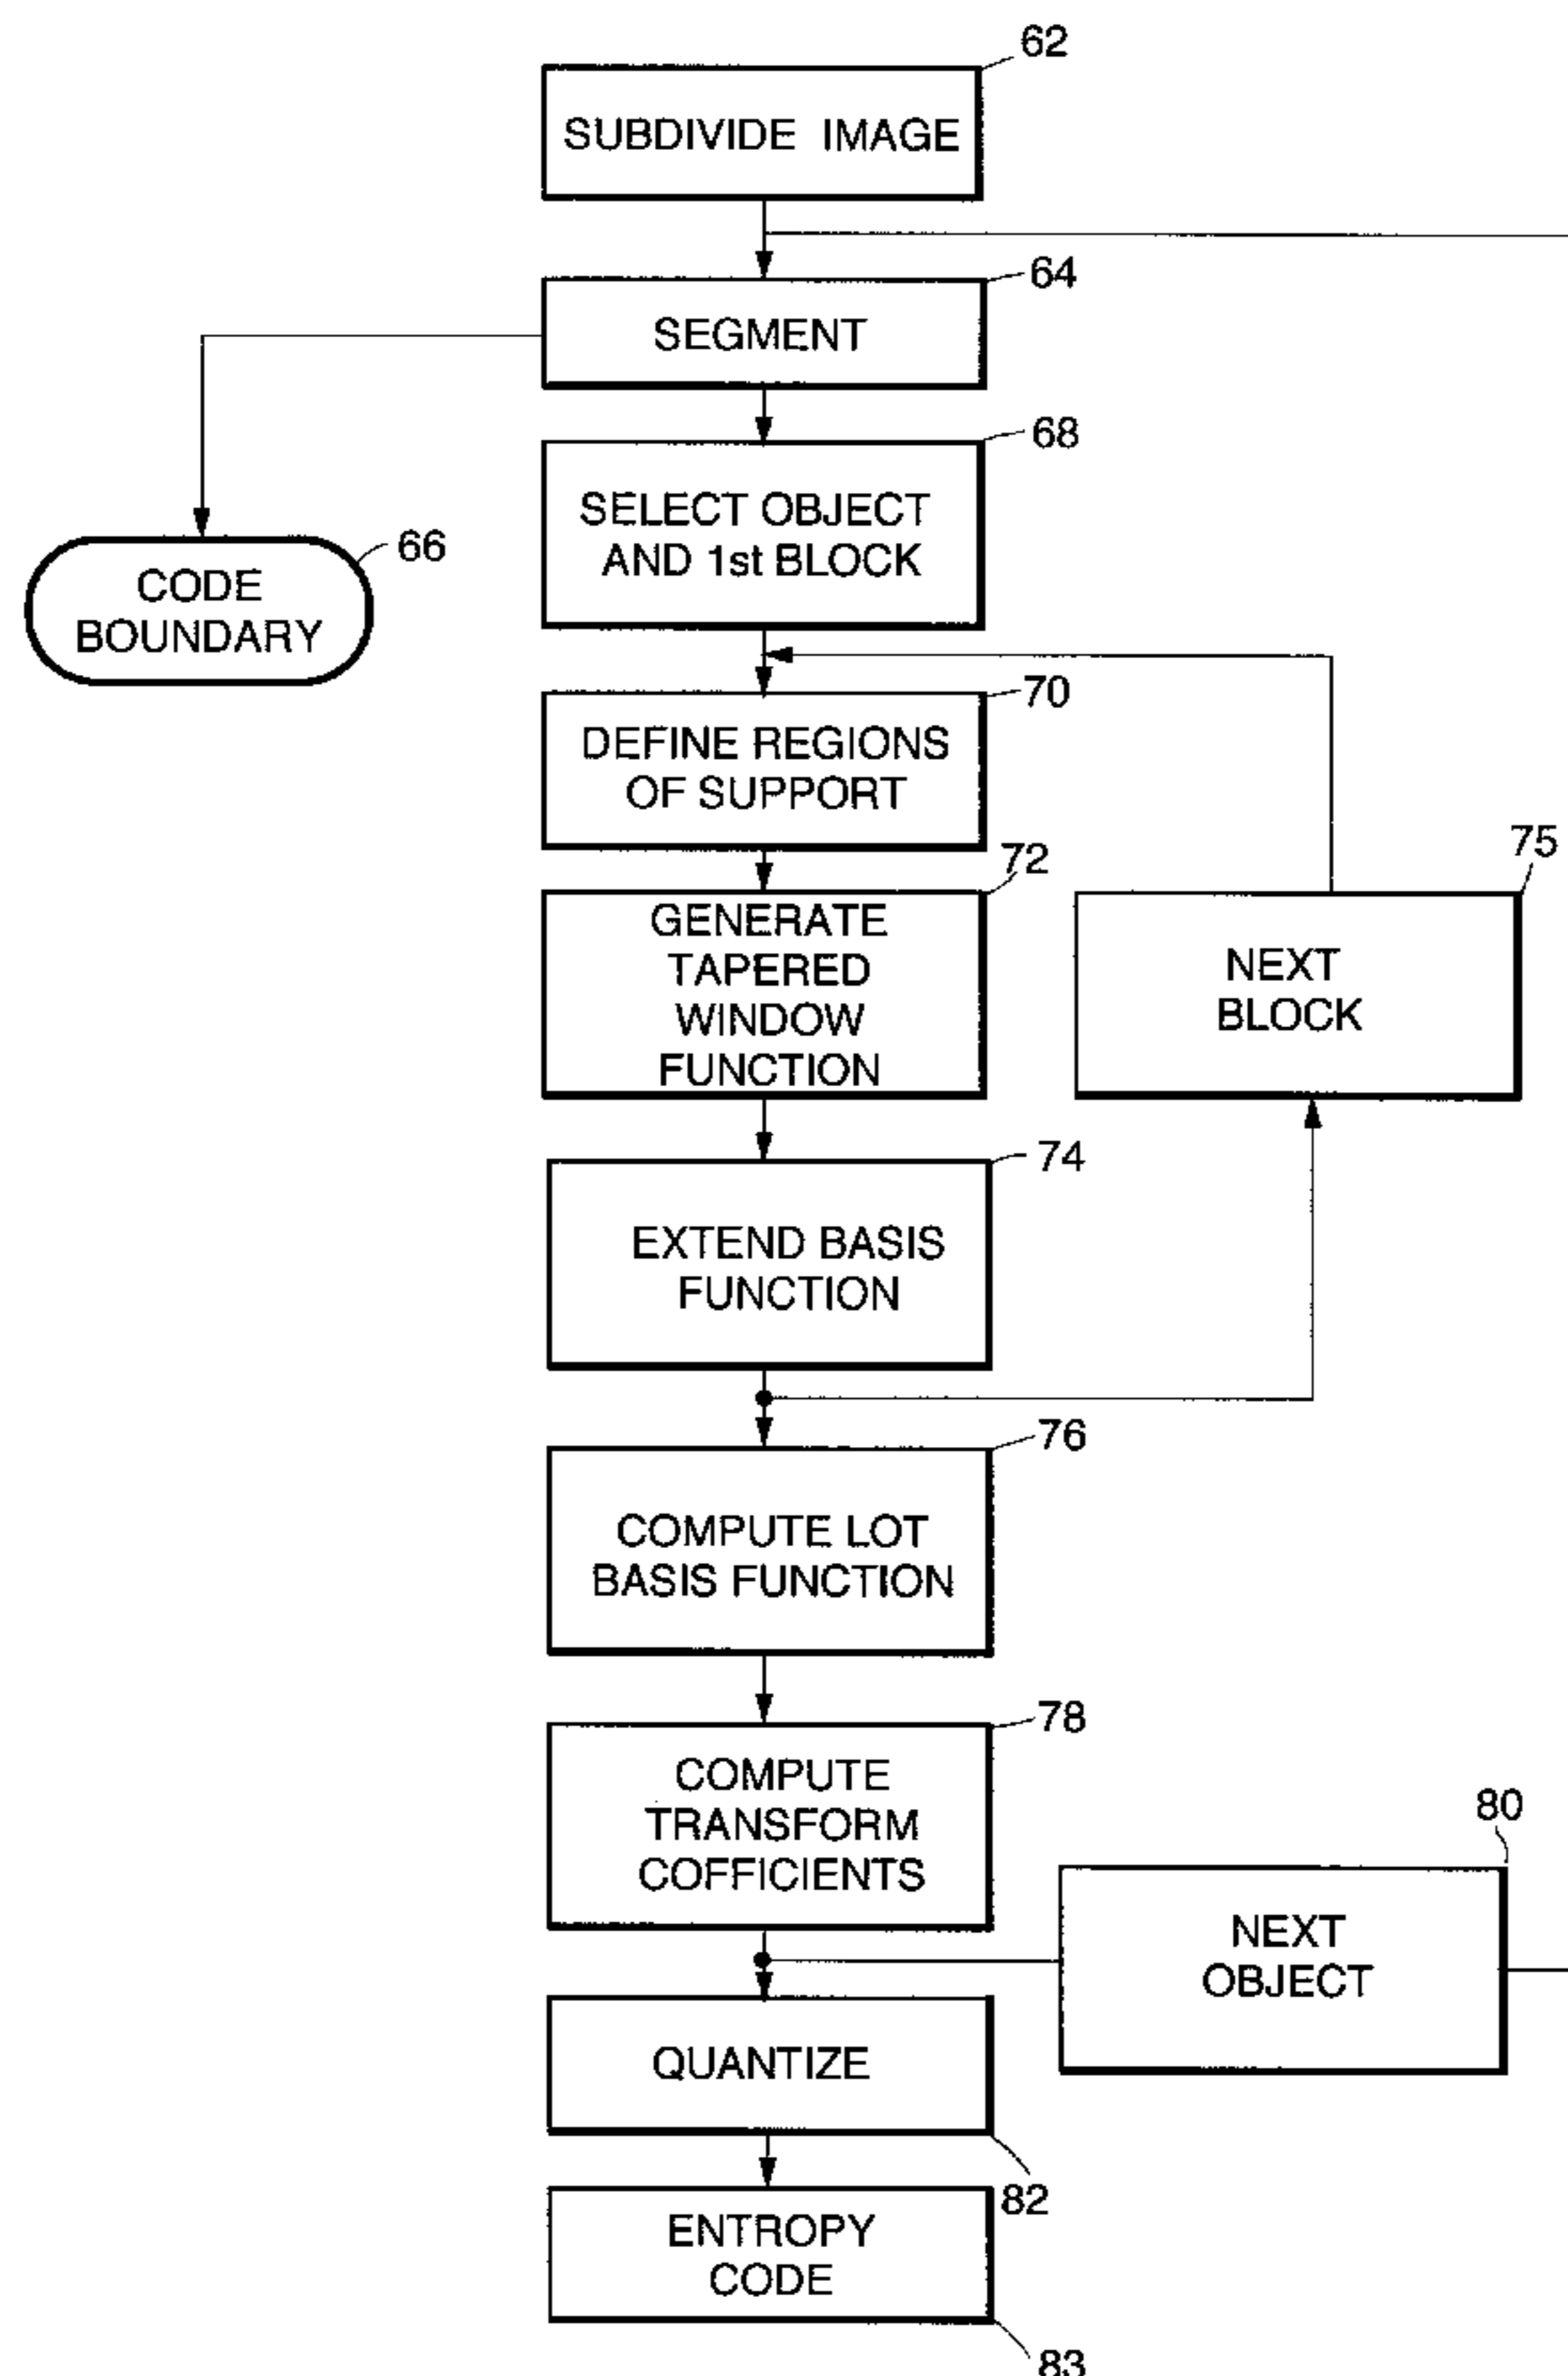 62
SUBDIVIDE IMAGE
64
SEGMENT
68
SELECT OBJECT
AND 1st BLOCK
66
CODE
BOUNDARY
70
DEFINE REGIONS
OF SUPPORT
72
GENERATE
TAPERED
WINDOW
FUNCTION
75
NEXT
BLOCK
74
EXTEND BASIS
FUNCTION
76
COMPUTE LOT
BASIS FUNCTION
78
COMPUTE
TRANSFORM
COFFICIENTS
80
NEXT
OBJECT
QUANTIZE
82
ENTROPY
CODE
83